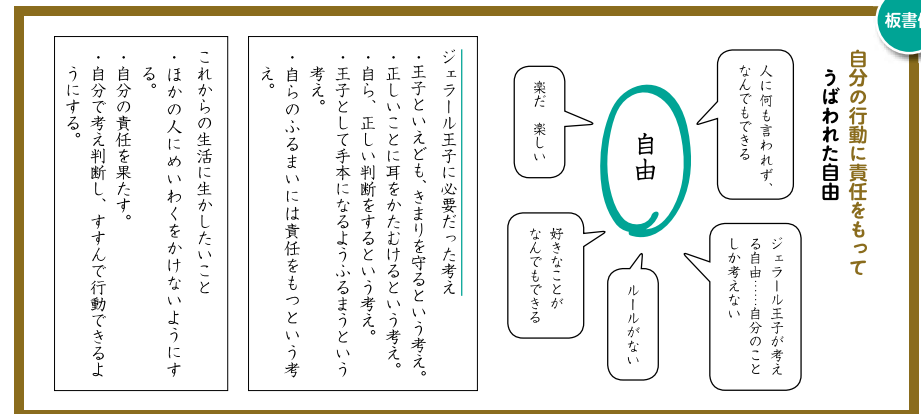 板書
自分の行動に責任をもって
うばわれた自由
人に何も言われず、
なんでもできる
ジェラール王子が考え
る自由……自分のこと
しか考えない
自由
ルールがない
楽だ　楽しい
好きなことが
なんでもできる
ジェラール王子に必要だった考え
・王子といえども、きまりを守るという考え。
・正しいことに耳をかたむけるという考え。
・自ら、正しい判断をするという考え。
・王子として手本になるようふるまうという
考え。
・自らのふるまいには責任をもつという考
え。
これからの生活に生かしたいこと
・ほかの人にめいわくをかけないようにす
る。
・自分の責任を果たす。
・自分で考え判断し、すすんで行動できるよ
うにする。